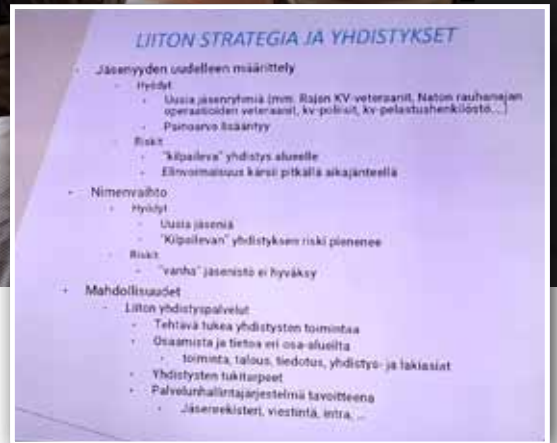 LIITON STRATEGIA JA YHDISTYKSET
- Jäsenyyden uudelleen määrittely
- Hyödyt
- Uusia jäsenryhmiä (mm. Rajan KV-veteraanit, Naton rauhanajan
operaatioiden veteraanit, kv-poliisit, kv-pelastushenkilöstö...)
- Painoarvo lisääntyy
Riskit
- "kilpaileva" yhdistys alueelle
- Elinvoimaisuus kärsii pitkällä aikajänteellä
- Nimenvaihto
- Hyödyt
- Uusia jäseniä
- "Kilpailevan" yhdistyksen riski pienenee
- Riskit
- "vanha" jäsenistö ei hyväksy
- Mahdollisuudet
- Liiton yhdistyspalvelut
- Tehtävä tukea yhdistysten toimintaa
- Osaamista ja tietoa eri osa-alueilta
- toiminta, talous, tiedotus, yhdistys- ja lakiasiat
- Yhdistysten tukitarpeet
- Palvelunhallintajärjestelmä tavoitteena
- Jäsenrekisteri, viestintä, intra, ...